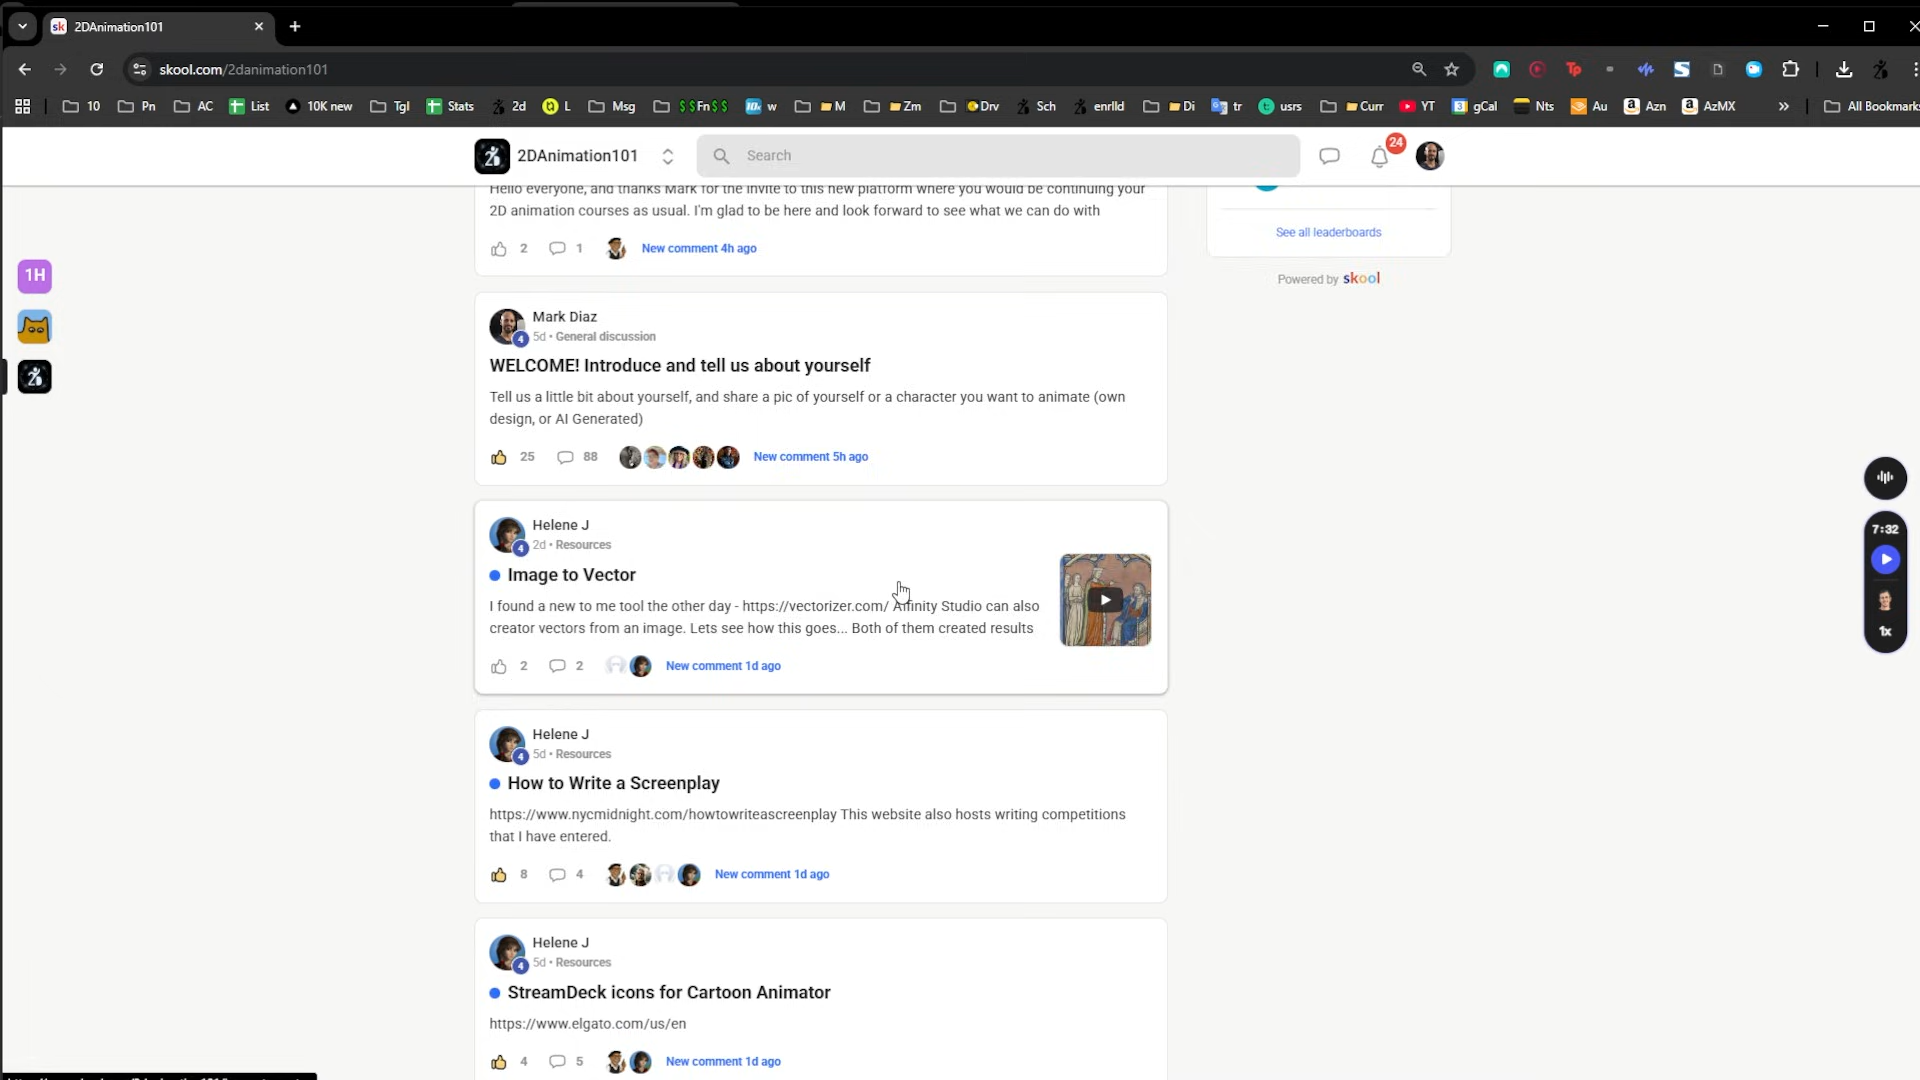 2DAnimation101
skool.com/2danimation101
10
Pn
AC
List
10K new
Tgl
Stats
2d
L
Msg
$$Fn$$
w
M
Zm
Drv
Sch
enrlld
Di
tr
usrs
Curr
YT
gCal
Nts
Au
Azn
AzMX
All Bookmarks
2DAnimation101
Search
24
Hello everyone, and thanks Mark for the invite to this new platform where you would be continuing your
2D animation courses as usual. I'm glad to be here and look forward to see what we can do with
2
1
New comment 4h ago
See all leaderboards
Powered by skool
1H
Mark Diaz
4
5d • General discussion
WELCOME! Introduce and tell us about yourself
Tell us a little bit about yourself, and share a pic of yourself or a character you want to animate (own
design, or AI Generated)
25
88
New comment 5h ago
Helene J
4
2d • Resources
Image to Vector
I found a new to me tool the other day - https://vectorizer.com/ Affinity Studio can also
creator vectors from an image. Lets see how this goes... Both of them created results
2
2
New comment 1d ago
7:32
1x
Helene J
4
5d • Resources
How to Write a Screenplay
https://www.nycmidnight.com/howtowriteascreenplay This website also hosts writing competitions
that I have entered.
8
4
New comment 1d ago
Helene J
4
5d • Resources
StreamDeck icons for Cartoon Animator
https://www.elgato.com/us/en
4
5
New comment 1d ago